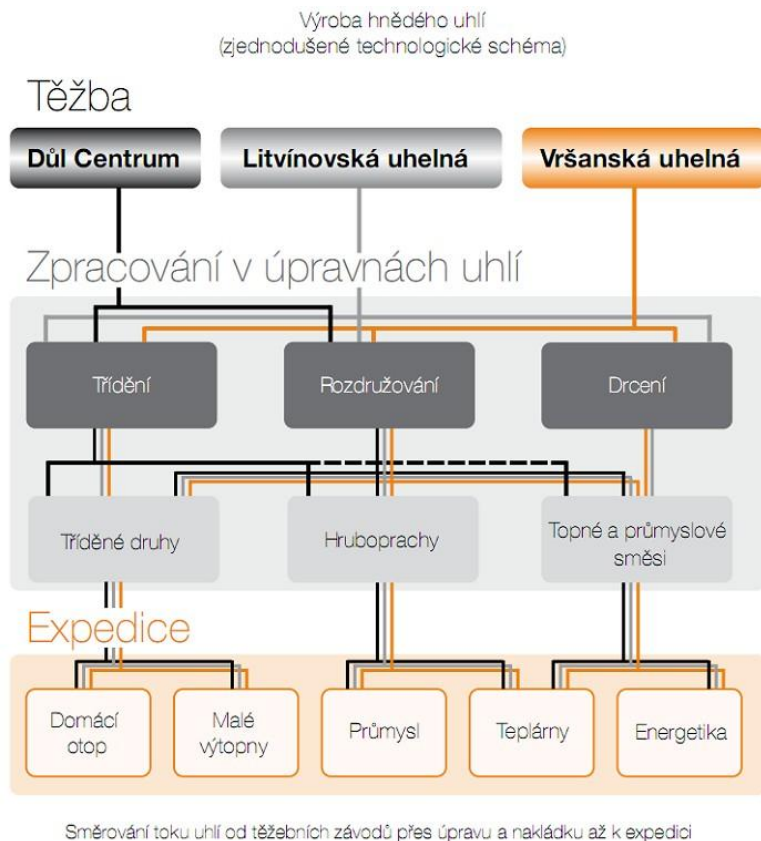 Výroba hnědého uhlí
(zjednodušené technologické schéma)
Těžba
Důl Centrum
Litvínovská uhelná
Vršanská uhelná
Zpracování v úpravnách uhlí
Třídění
Rozdružování
Drcení
Tříděné druhy
Hruboprachy
Topné a průmyslové
směsi
Expedice
Domácí
otop
Malé
výtopny
Průmysl
Teplárny
Energetika
Směrování toku uhlí od těžebních závodů přes úpravu a nakládku až k expedici